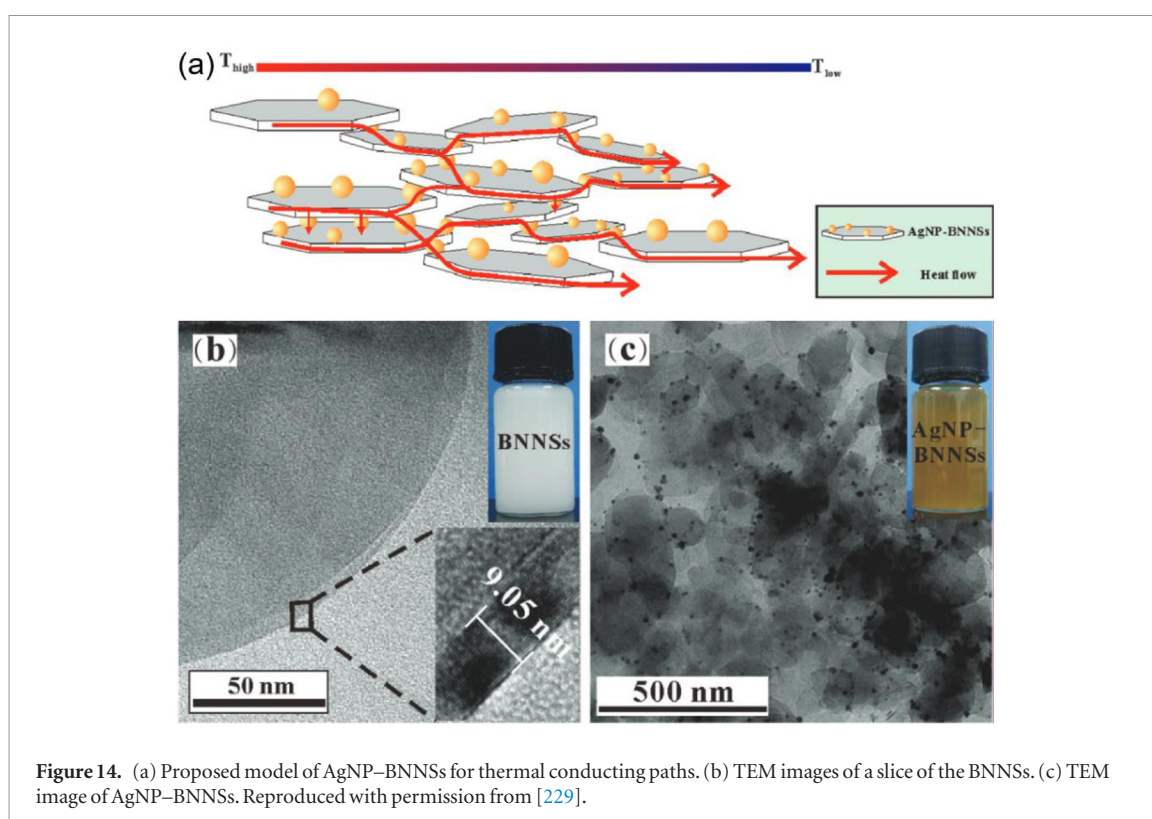 (a) T high T low
AgNP-BNNSs
Heat flow
(b)
BNNSs
9.05 nm
50 nm
(c)
AgNP-
BNNSs
500 nm
Figure 14. (a) Proposed model of AgNP–BNNSs for thermal conducting paths. (b) TEM images of a slice of the BNNSs. (c) TEM
image of AgNP–BNNSs. Reproduced with permission from [229].